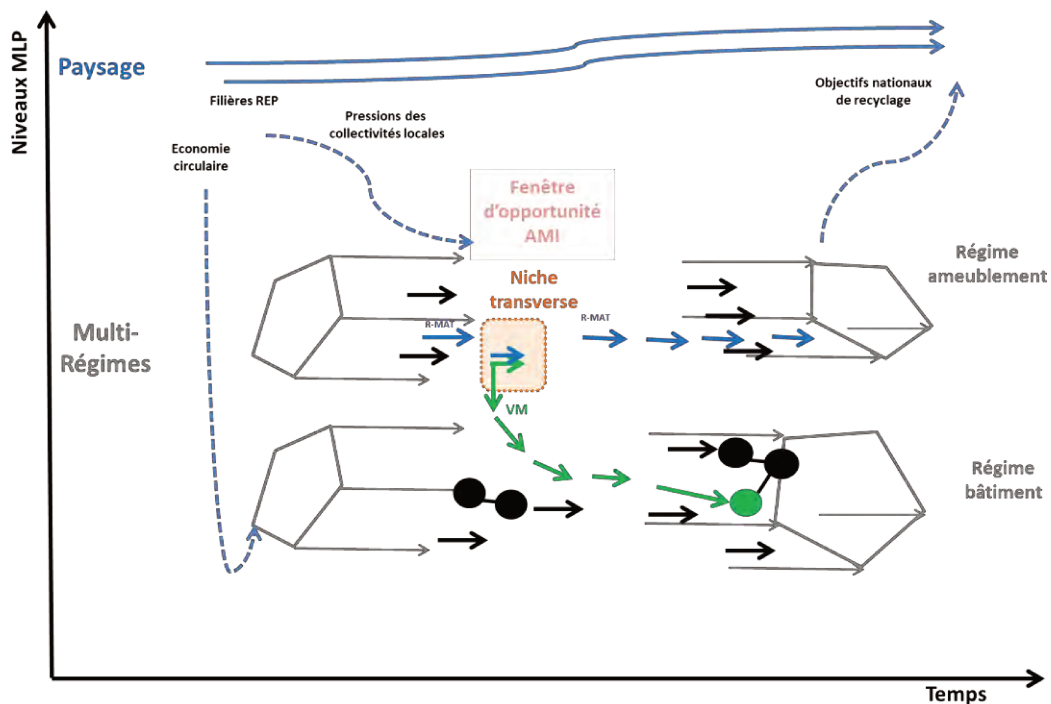 Niveaux MLP
Paysage
Filières REP
Pressions des
collectivités locales
Objectifs nationaux
de recyclage
Economie
circulaire
Fenêtre
d'opportunité
AMI
Régime
ameublement
Niche
transverse
Multi-
Régimes
R-MAT
R-MAT
VM
Régime
bâtiment
Temps